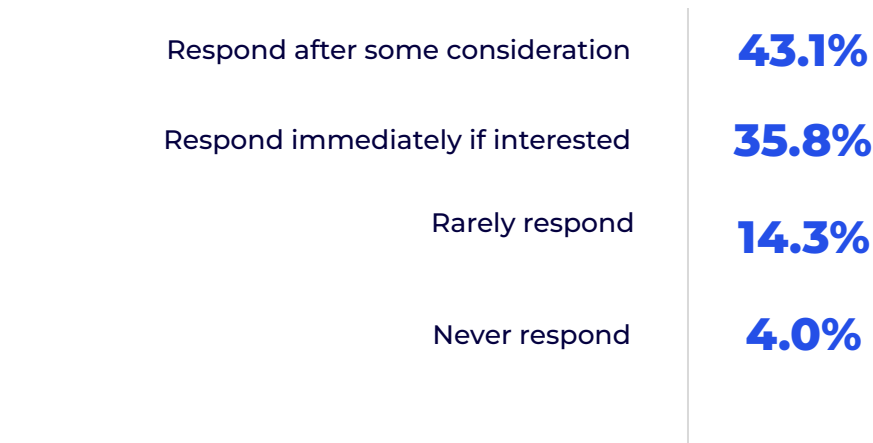 Respond after some consideration 43.1%
Respond immediately if interested 35.8%
Rarely respond 14.3%
Never respond 4.0%